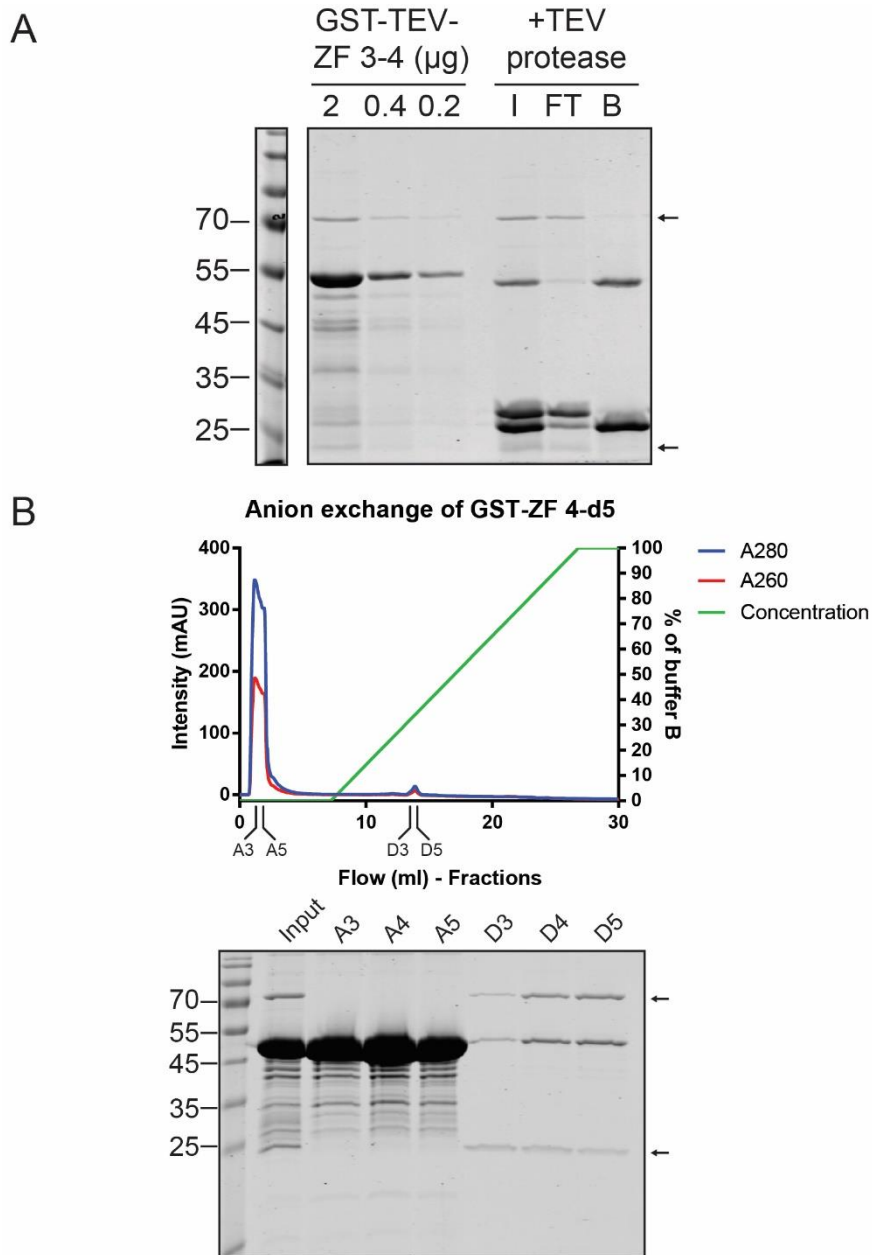 A
GST-TEV-
ZF 3-4 (µg)
+TEV
protease
2 0.4 0.2 I FT B
70
55
45
35
25
B
Anion exchange of GST-ZF 4-d5
400
300
200
100
0
Intensity (mAU)
100
90
80
70
60
50
40
30
20
10
0
% of buffer B
A280
A260
Concentration
0 10 20 30
A3 A5 D3 D5
Flow (ml) - Fractions
Input A3 A4 A5 D3 D4 D5
70
55
45
35
25